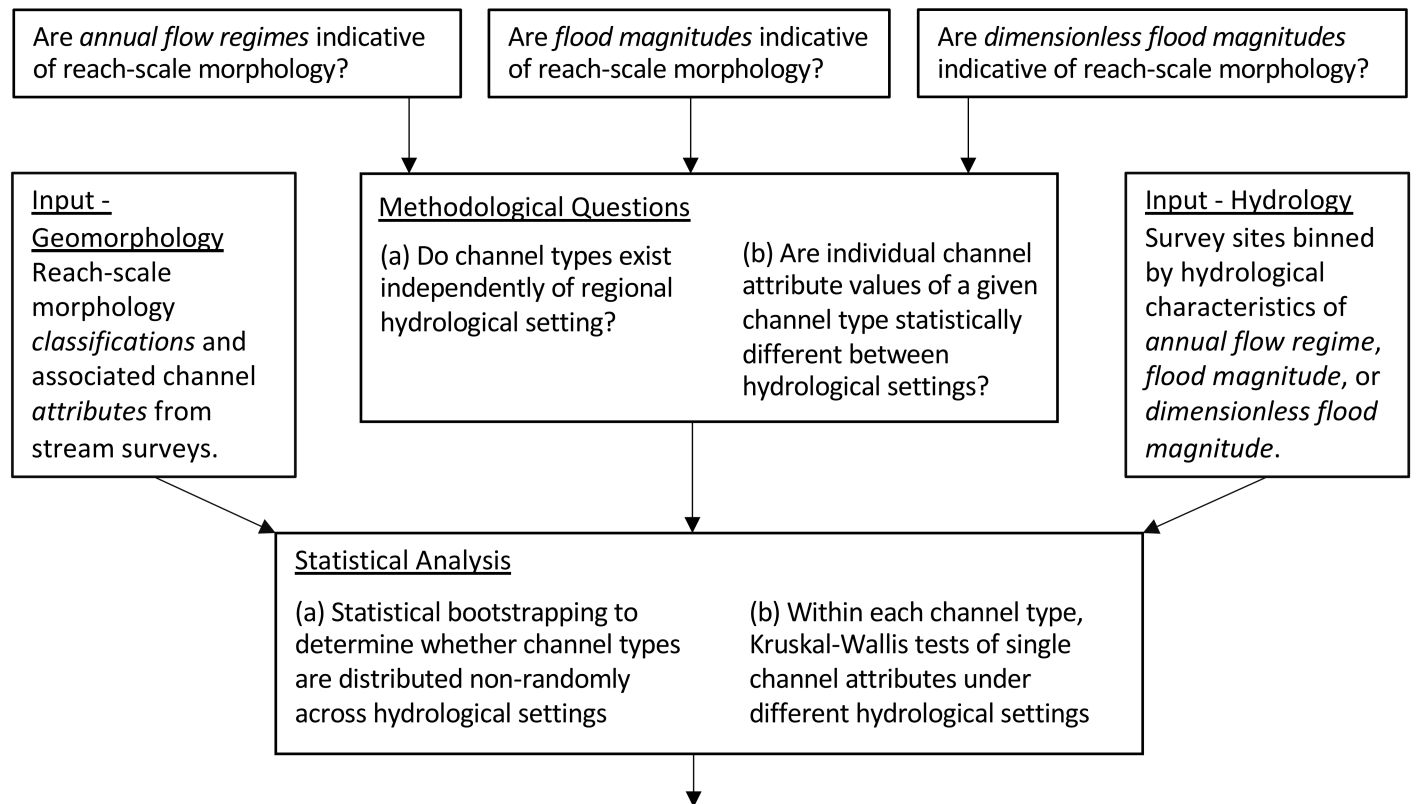 Are annual flow regimes indicative
of reach-scale morphology?
Are flood magnitudes indicative
of reach-scale morphology?
Are dimensionless flood magnitudes
indicative of reach-scale morphology?
Input -
Geomorphology
Reach-scale
morphology
classifications and
associated channel
attributes from
stream surveys.
Methodological Questions
(a) Do channel types exist
independently of regional
hydrological setting?
(b) Are individual channel
attribute values of a given
channel type statistically
different between
hydrological settings?
Input - Hydrology
Survey sites binned
by hydrological
characteristics of
annual flow regime,
flood magnitude, or
dimensionless flood
magnitude.
Statistical Analysis
(a) Statistical bootstrapping to
determine whether channel types
are distributed non-randomly
across hydrological settings
(b) Within each channel type,
Kruskal-Wallis tests of single
channel attributes under
different hydrological settings